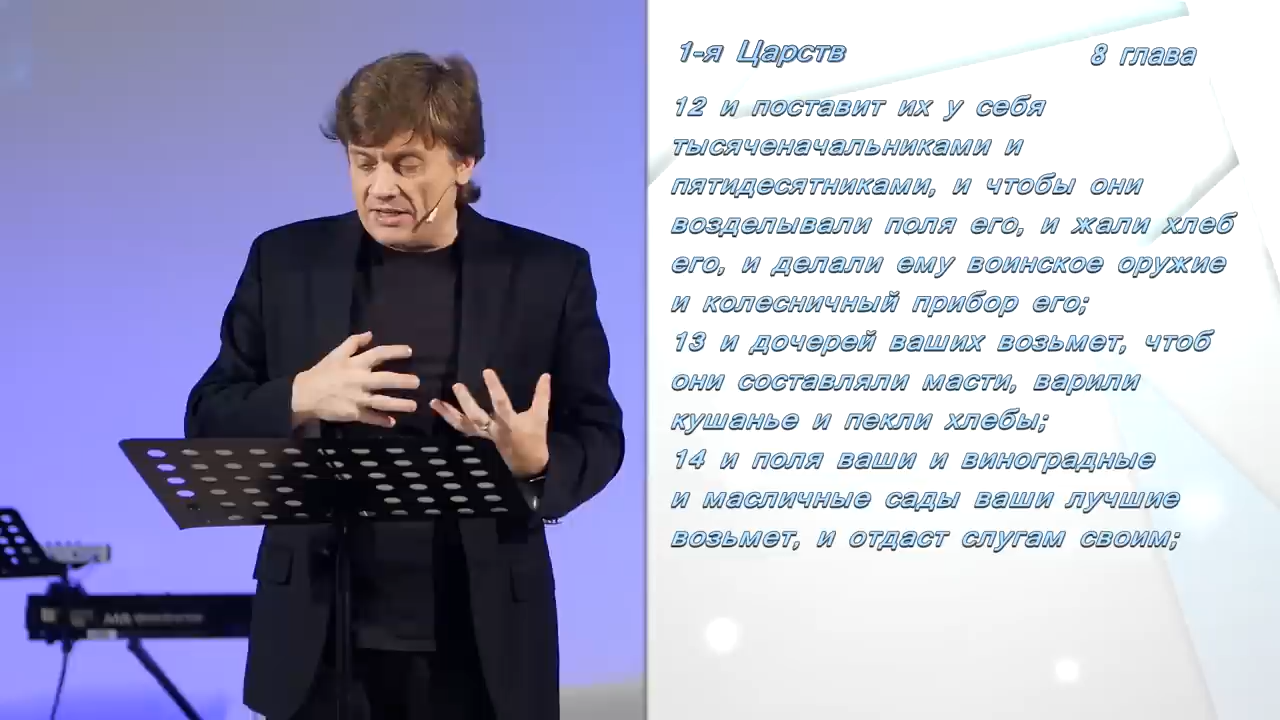 1-я Царств 8 глава
12 и поставит их у себя
тысяченачальниками и
пятидесятниками, и чтобы они
возделывали поля его, и жали хлеб
его, и делали ему воинское оружие
и колесничный прибор его;
13 и дочерей ваших возьмет, чтоб
они составляли масти, варили
кушанье и пекли хлебы;
14 и поля ваши и виноградные
и масличные сады ваши лучшие
возьмет, и отдаст слугам своим;